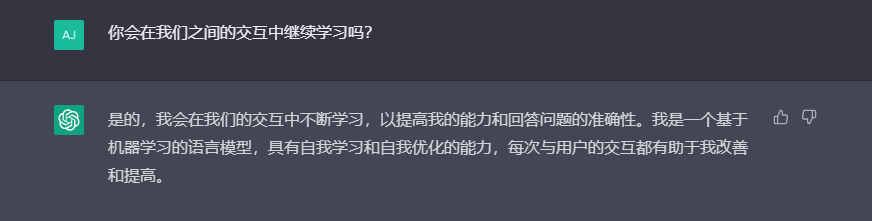 AJ
你会在我们之间的交互中继续学习吗?
是的，我会在我们的交互中不断学习，以提高我的能力和回答问题的准确性。我是一个基于
机器学习的语言模型，具有自我学习和自我优化的能力，每次与用户的交互都有助于我改善
和提高。